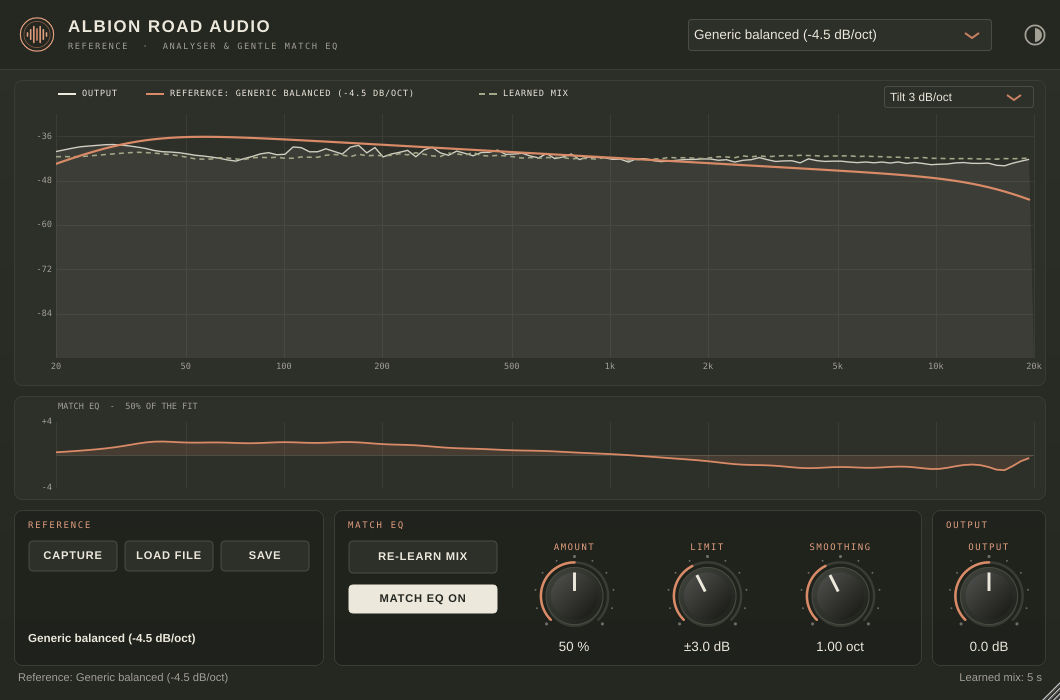 ALBION ROAD AUDIO
REFERENCE · ANALYSER & GENTLE MATCH EQ
Generic balanced (-4.5 dB/oct)
OUTPUT
REFERENCE: GENERIC BALANCED (-4.5 DB/OCT)
LEARNED MIX
Tilt 3 dB/oct
-36
-48
-60
-72
-84
20 50 100 200 500 1k 2k 5k 10k 20k
MATCH EQ - 50% OF THE FIT
+4
-4
REFERENCE
CAPTURE LOAD FILE SAVE
Generic balanced (-4.5 dB/oct)
MATCH EQ
RE-LEARN MIX
MATCH EQ ON
AMOUNT
50 %
LIMIT
±3.0 dB
SMOOTHING
1.00 oct
OUTPUT
OUTPUT
0.0 dB
Reference: Generic balanced (-4.5 dB/oct)
Learned mix: 5 s